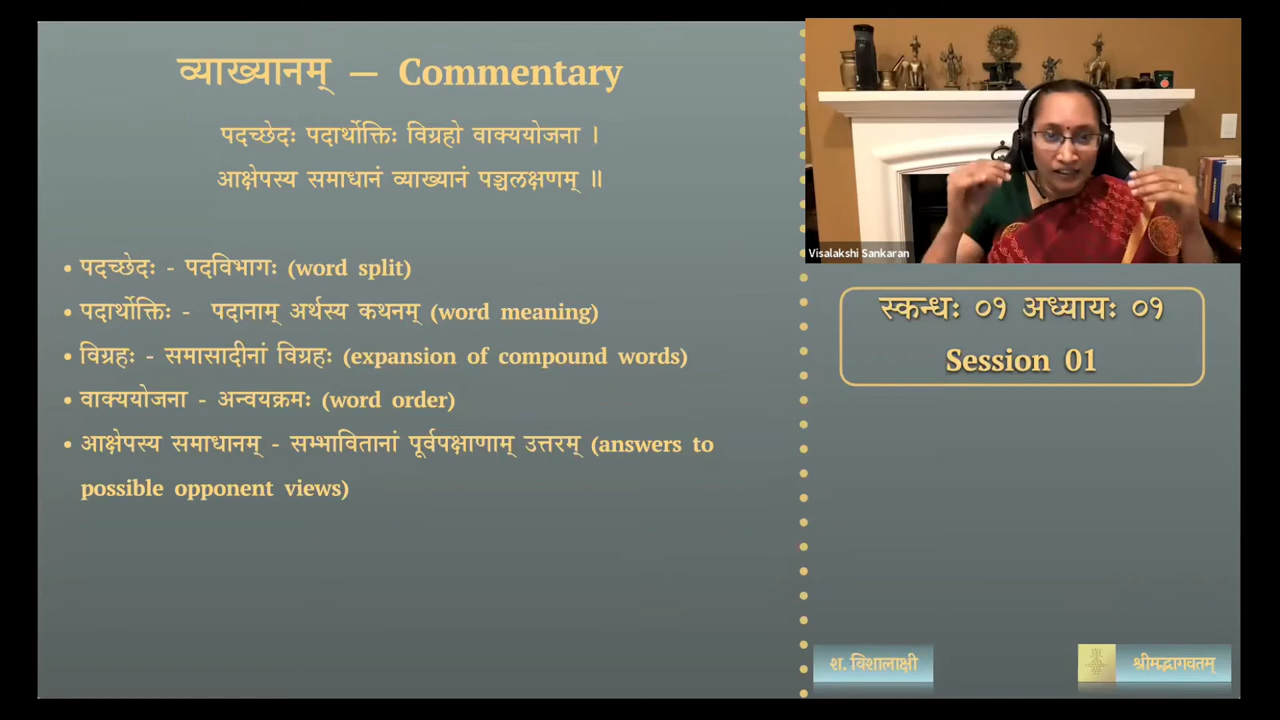 व्याख्यानम् — Commentary
पदच्छेदः पदार्थोक्तिः विग्रहो वाक्ययोजना ।
आक्षेपस्य समाधानं व्याख्यानं पञ्चलक्षणम् ॥
• पदच्छेदः - पदविभागः (word split)
• पदार्थोक्तिः - पदानाम् अर्थस्य कथनम् (word meaning)
• विग्रहः - समासादीनां विग्रहः (expansion of compound words)
• वाक्ययोजना - अन्वयक्रमः (word order)
• आक्षेपस्य समाधानम् - सम्भावितानां पूर्वपक्षाणाम् उत्तरम् (answers to
possible opponent views)
Visalakshi Sankaran
स्कन्धः ०१ अध्यायः ०१
Session 01
श. विशालाक्षी
श्रीमद्भागवतम्